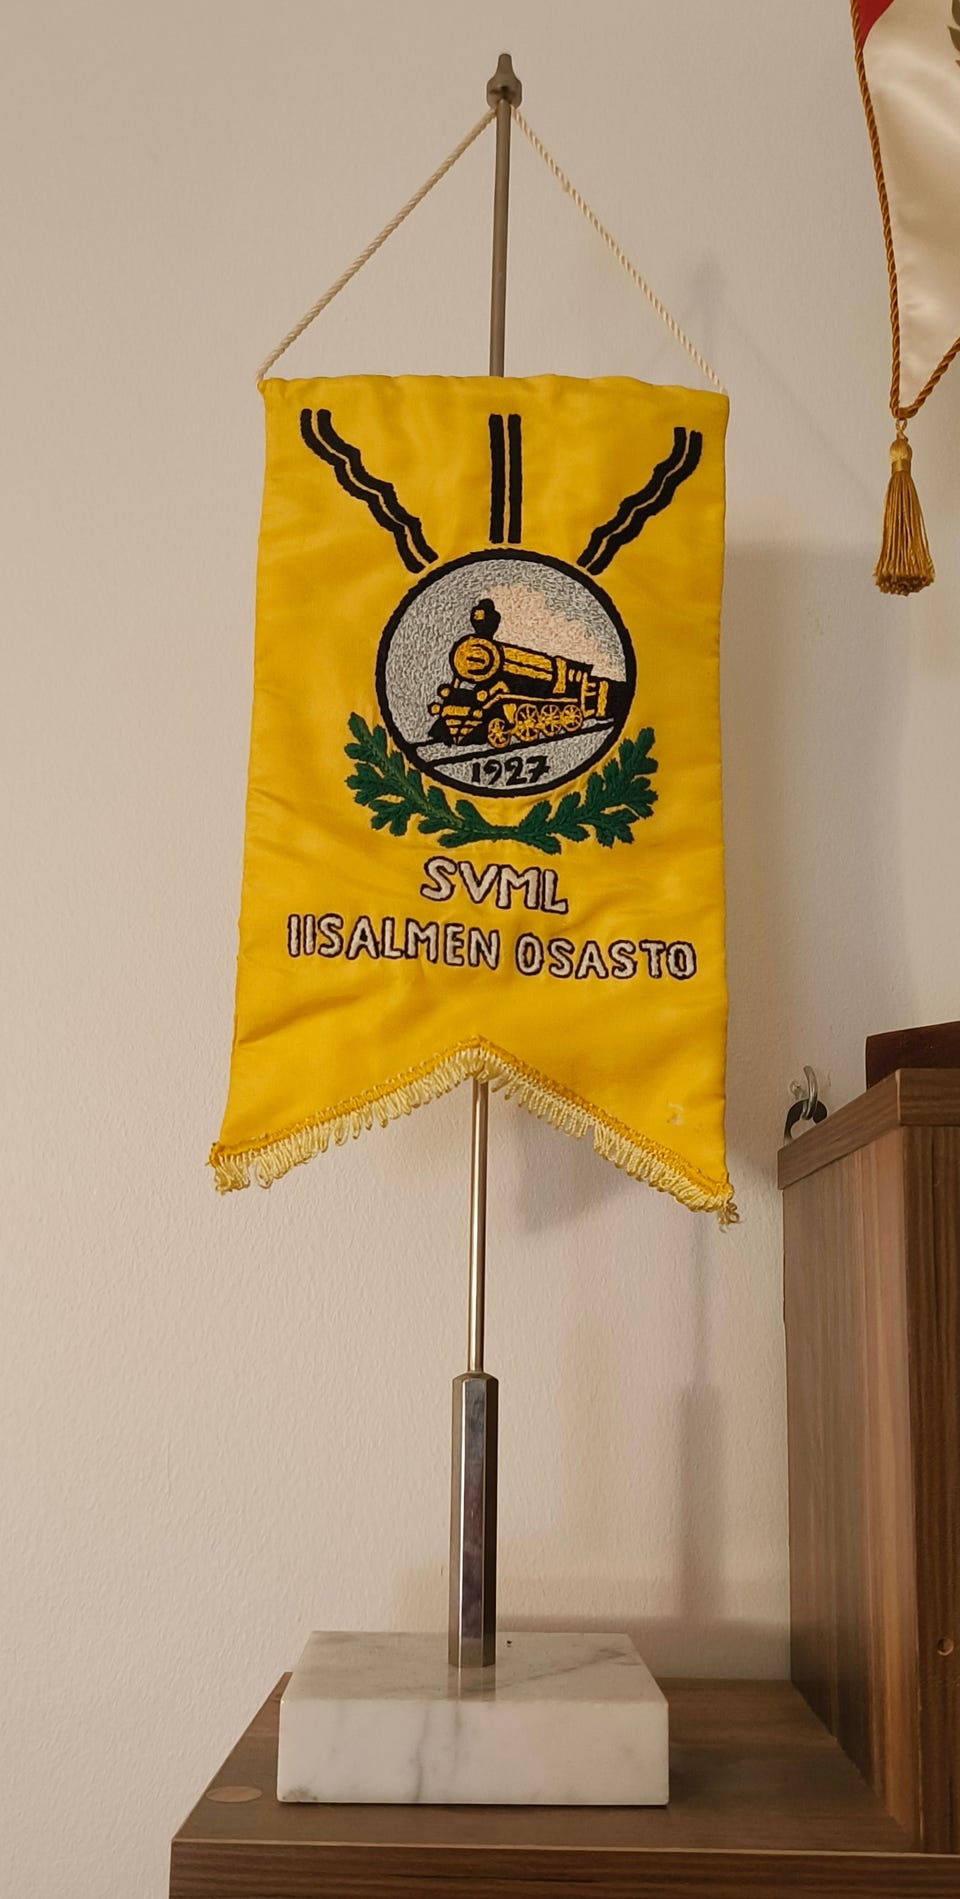 1927
SVML
IISALMEN OSASTO